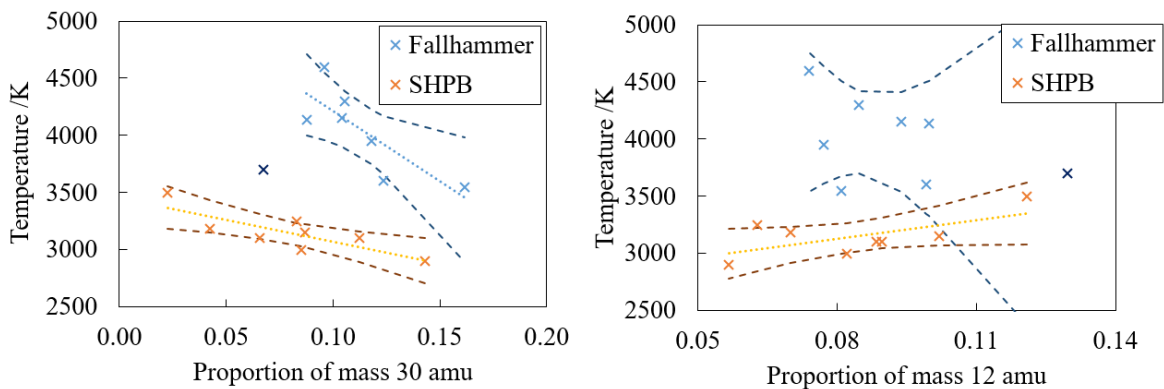 5000
4500
4000
3500
3000
2500
Temperature /K
Fallhammer
SHPB
0.00 0.05 0.10 0.15 0.20
Proportion of mass 30 amu
5000
4500
4000
3500
3000
2500
Temperature /K
Fallhammer
SHPB
0.05 0.08 0.11 0.14
Proportion of mass 12 amu